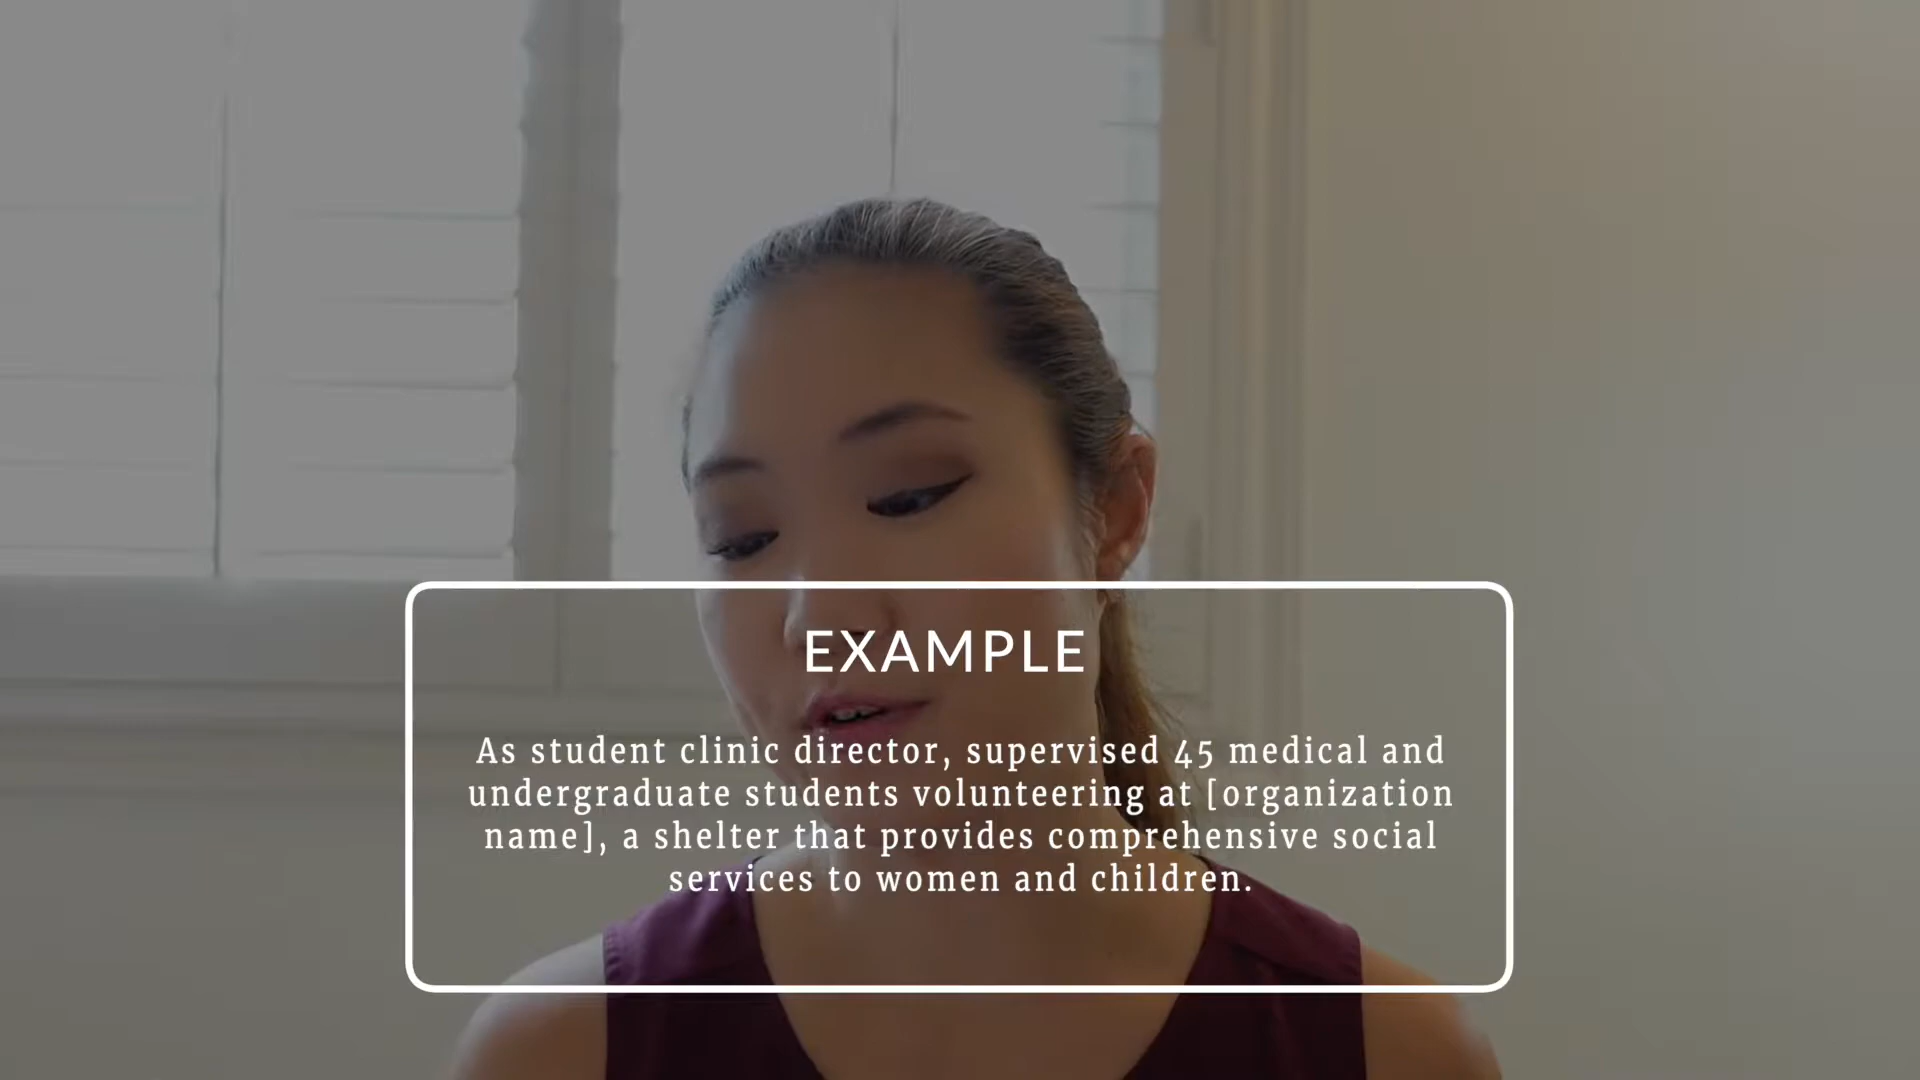 EXAMPLE
As student clinic director, supervised 45 medical and
undergraduate students volunteering at [organization
name], a shelter that provides comprehensive social
services to women and children.